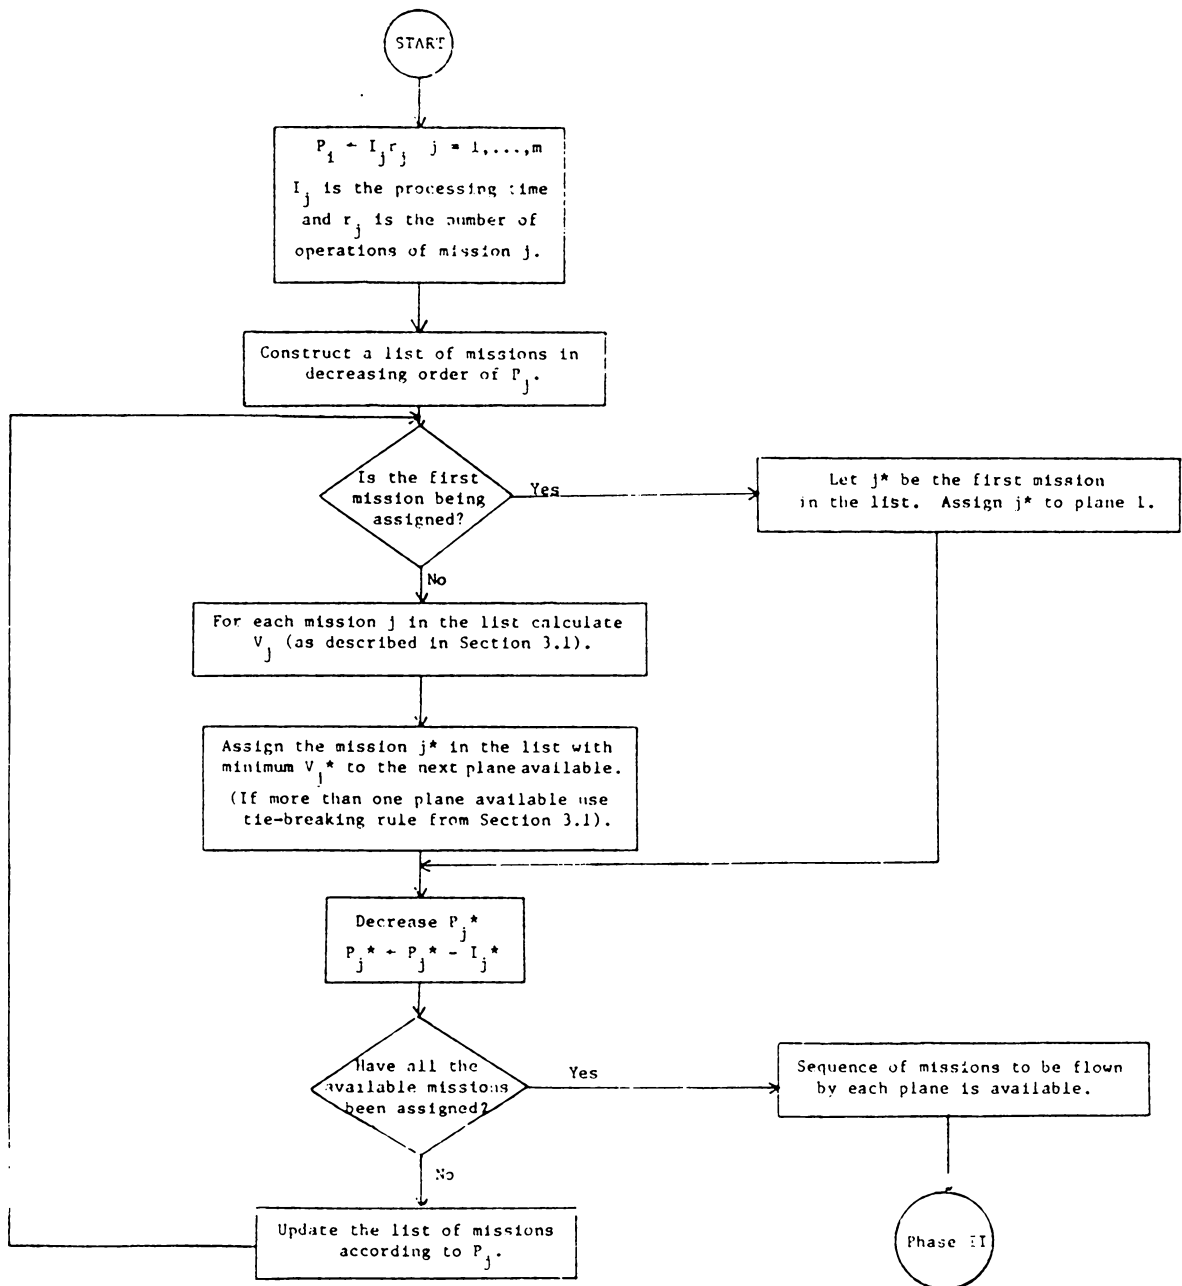 START
P_i ← I_j r_j  j = 1,...,m
I_j is the processing time
and r_j is the number of
operations of mission j.
Construct a list of missions in
decreasing order of P_j.
Is the first
mission being
assigned?
Yes
Let j* be the first mission
in the list. Assign j* to plane 1.
No
For each mission j in the list calculate
V_j (as described in Section 3.1).
Assign the mission j* in the list with
minimum V_j* to the next plane available.
(If more than one plane available use
tie-breaking rule from Section 3.1).
Decrease P_j*
P_j* ← P_j* - I_j*
Have all the
available missions
been assigned?
Yes
Sequence of missions to be flown
by each plane is available.
No
Update the list of missions
according to P_j.
Phase II